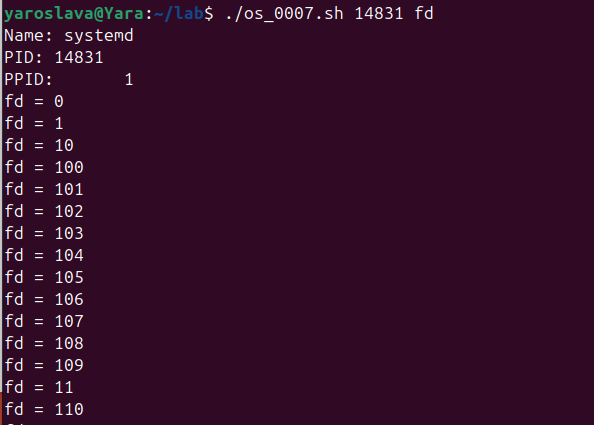 yaroslava@Yara:~/lab$ ./os_0007.sh 14831 fd
Name: systemd
PID: 14831
PPID:       1
fd = 0
fd = 1
fd = 10
fd = 100
fd = 101
fd = 102
fd = 103
fd = 104
fd = 105
fd = 106
fd = 107
fd = 108
fd = 109
fd = 11
fd = 110